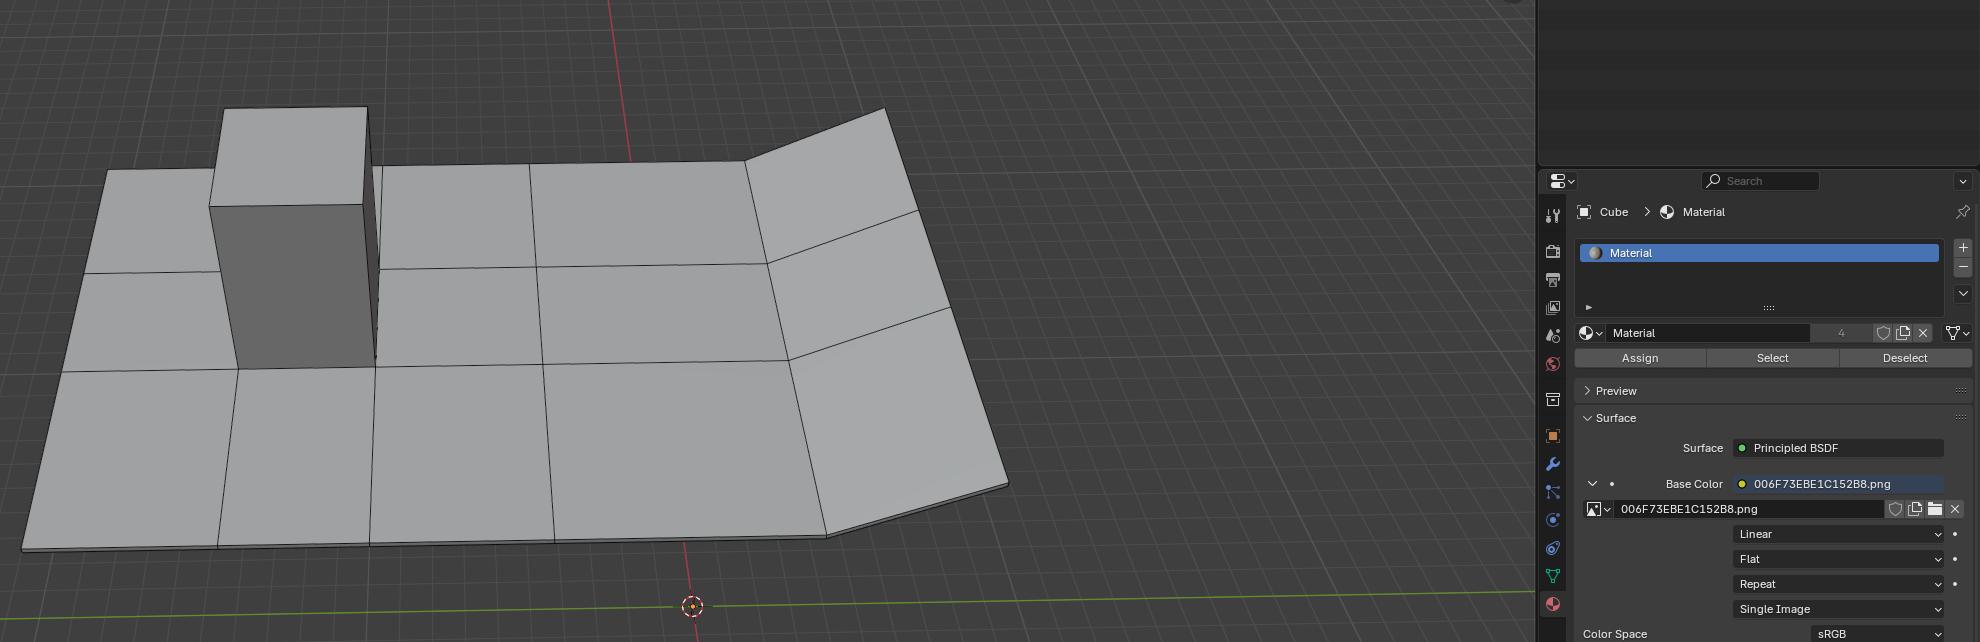 Search
Cube > Material
Material
Material 4
Assign Select Deselect
Preview
Surface
Surface Principled BSDF
Base Color 006F73EBE1C152B8.png
006F73EBE1C152B8.png
Linear
Flat
Repeat
Single Image
Color Space sRGB